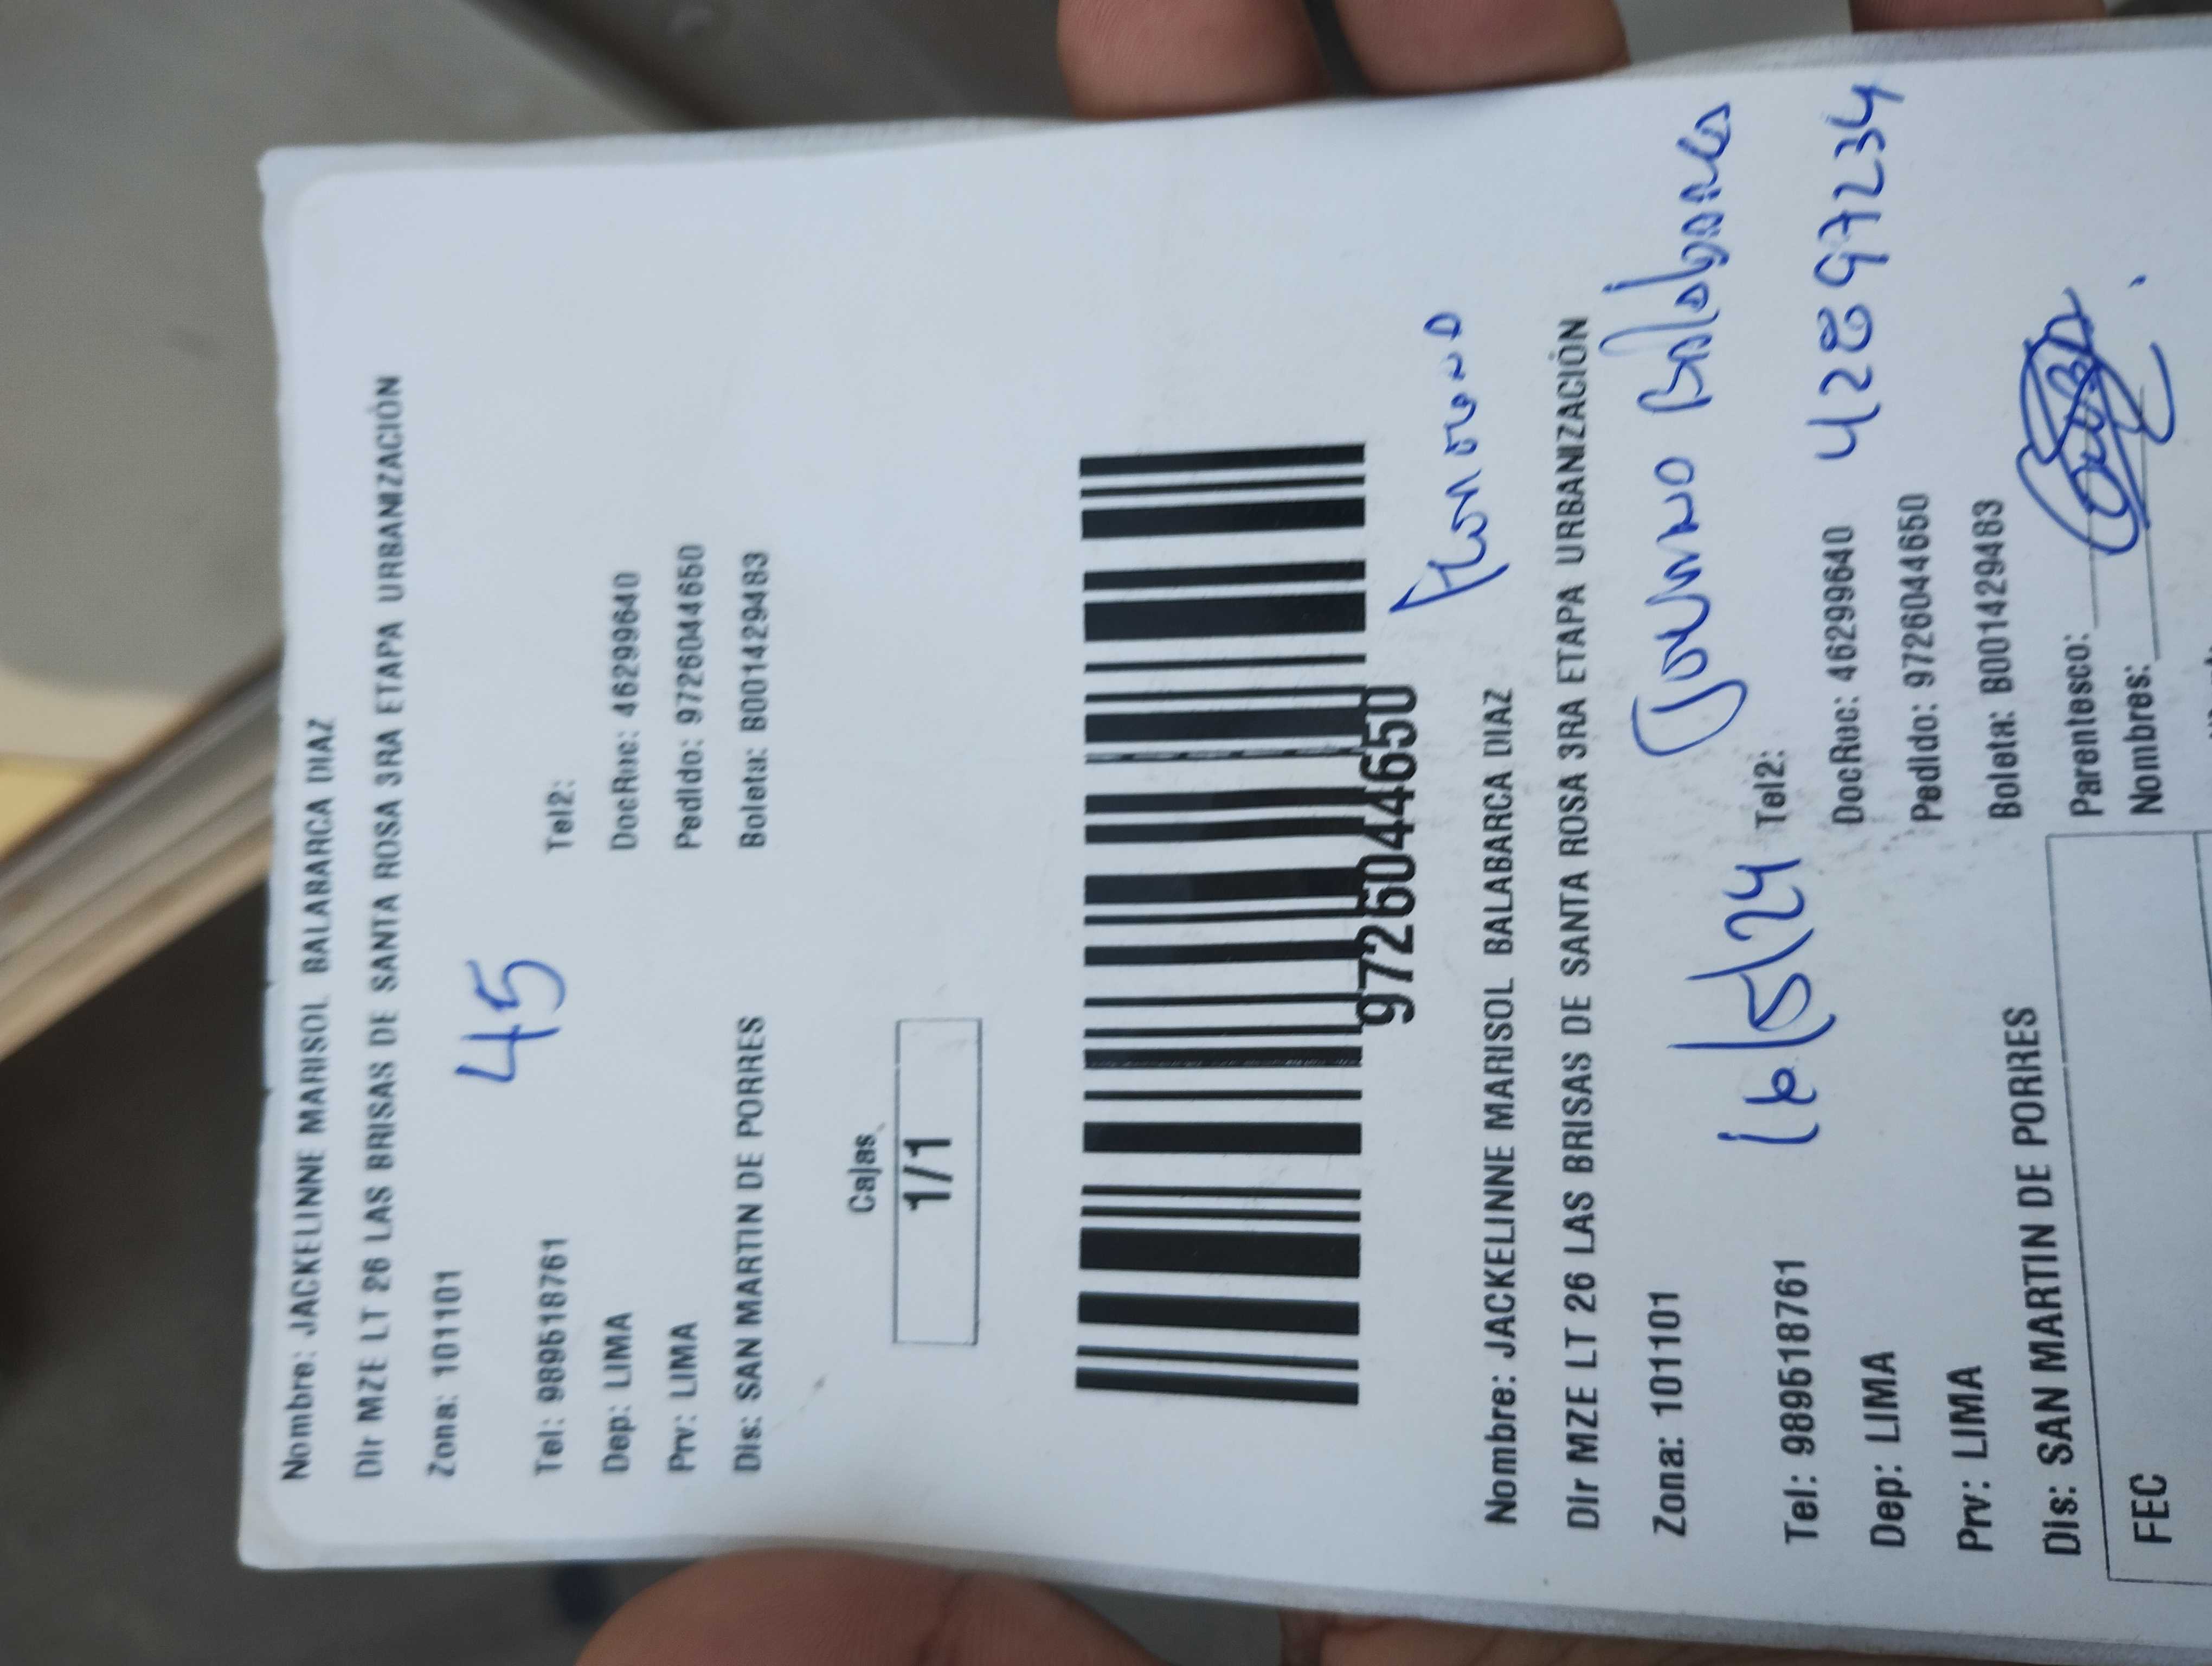 Nombre: JACKELINNE MARISOL BALABARCA DIAZ
Dir MZE LT 26 LAS BRISAS DE SANTA ROSA 3RA ETAPA URBANIZACIÓN
Zona: 101101
45
Tel: 989518761 Tel2:
Dep: LIMA DocRuc: 46299640
Prv: LIMA Pedido: 9726044650
Dis: SAN MARTIN DE PORRES Boleta: B001429483
Cajas
1/1
9726044650
Hermano
Nombre: JACKELINNE MARISOL BALABARCA DIAZ
Dir MZE LT 26 LAS BRISAS DE SANTA ROSA 3RA ETAPA URBANIZACIÓN
Zona: 101101
Balabarca
16/5/24
Tel: 989518761 Tel2:
Dep: LIMA DocRuc: 46299640 42897234
Prv: LIMA Pedido: 9726044650
Dis: SAN MARTIN DE PORRES Boleta: B001429483
Parentesco:
FEC Nombres: